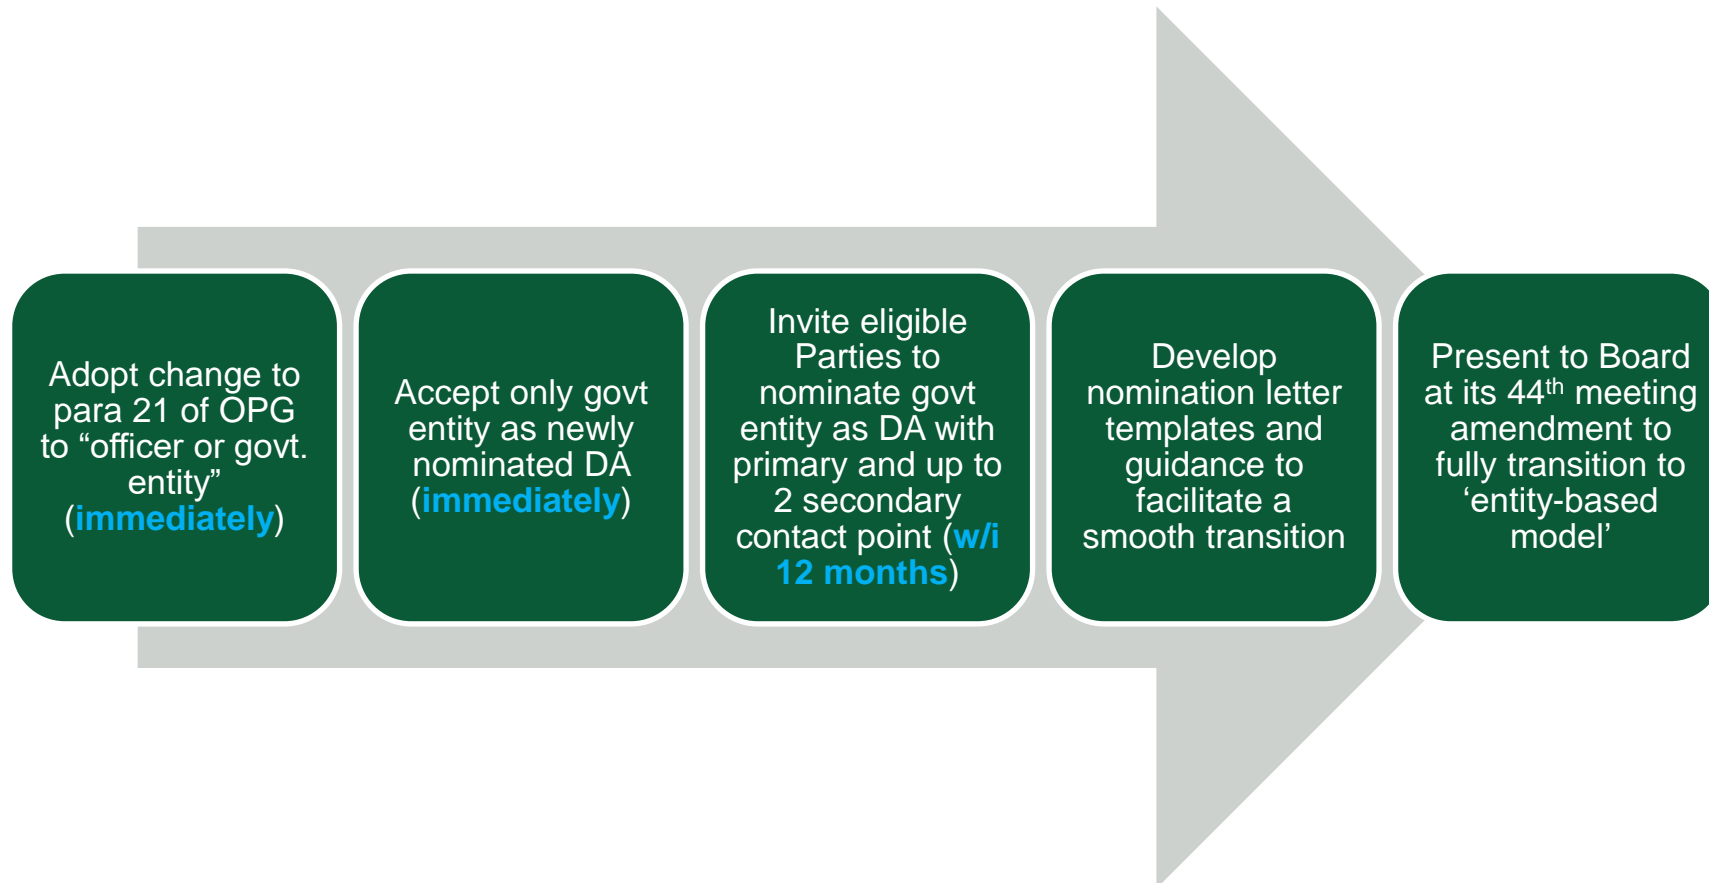 Adopt change to
para 21 of OPG
to “officer or govt.
entity”
(immediately)
Accept only govt
entity as newly
nominated DA
(immediately)
Invite eligible
Parties to
nominate govt
entity as DA with
primary and up to
2 secondary
contact point (w/i
12 months)
Develop
nomination letter
templates and
guidance to
facilitate a
smooth transition
Present to Board
at its 44th meeting
amendment to
fully transition to
‘entity-based
model’